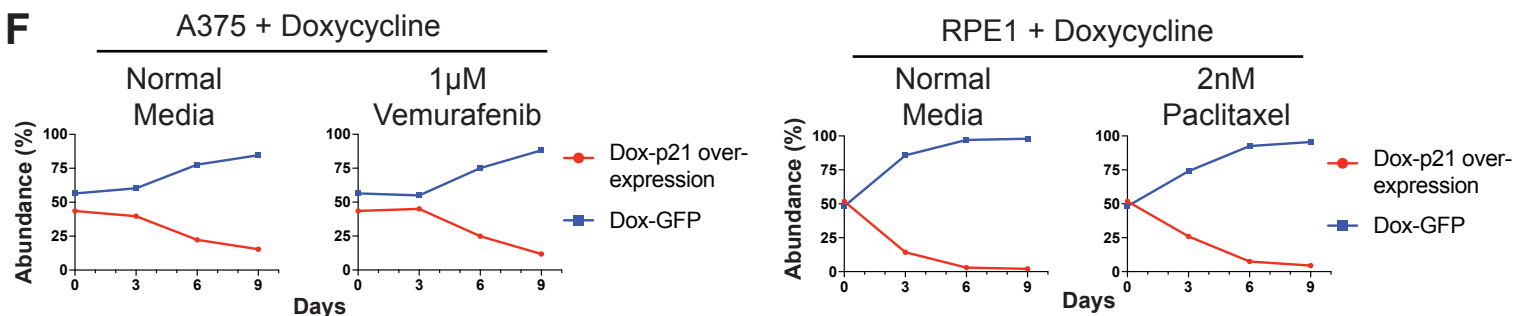 F
A375 + Doxycycline
Normal
Media
1µM
Vemurafenib
Abundance (%)
100
75
50
25
0
0 3 6 9
100
75
50
25
0
0 3 6 9
Days
Dox-p21 over-
expression
Dox-GFP
RPE1 + Doxycycline
Normal
Media
2nM
Paclitaxel
Abundance (%)
100
75
50
25
0
0 3 6 9
100
75
50
25
0
0 3 6 9
Days
Dox-p21 over-
expression
Dox-GFP